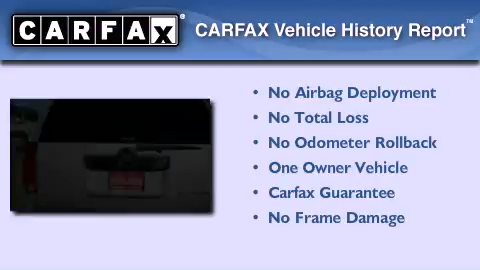 CARFAX® CARFAX Vehicle History Report™
• No Airbag Deployment
• No Total Loss
• No Odometer Rollback
• One Owner Vehicle
• Carfax Guarantee
• No Frame Damage